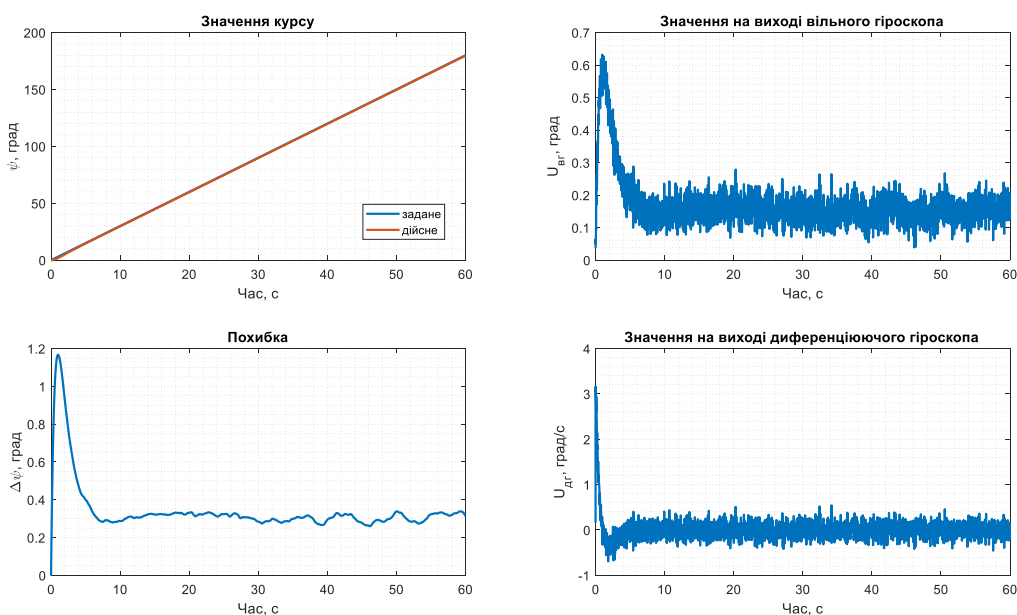 Значення курсу
200
150
100
50
0
ψ, град
задане
дійсне
0 10 20 30 40 50 60
Час, с
Значення на виході вільного гіроскопа
0.7
0.6
0.5
0.4
0.3
0.2
0.1
0
Uвг, град
0 10 20 30 40 50 60
Час, с
Похибка
1.2
1
0.8
0.6
0.4
0.2
0
Δψ, град
0 10 20 30 40 50 60
Час, с
Значення на виході диференціюючого гіроскопа
4
3
2
1
0
-1
Uдг, град/с
0 10 20 30 40 50 60
Час, с